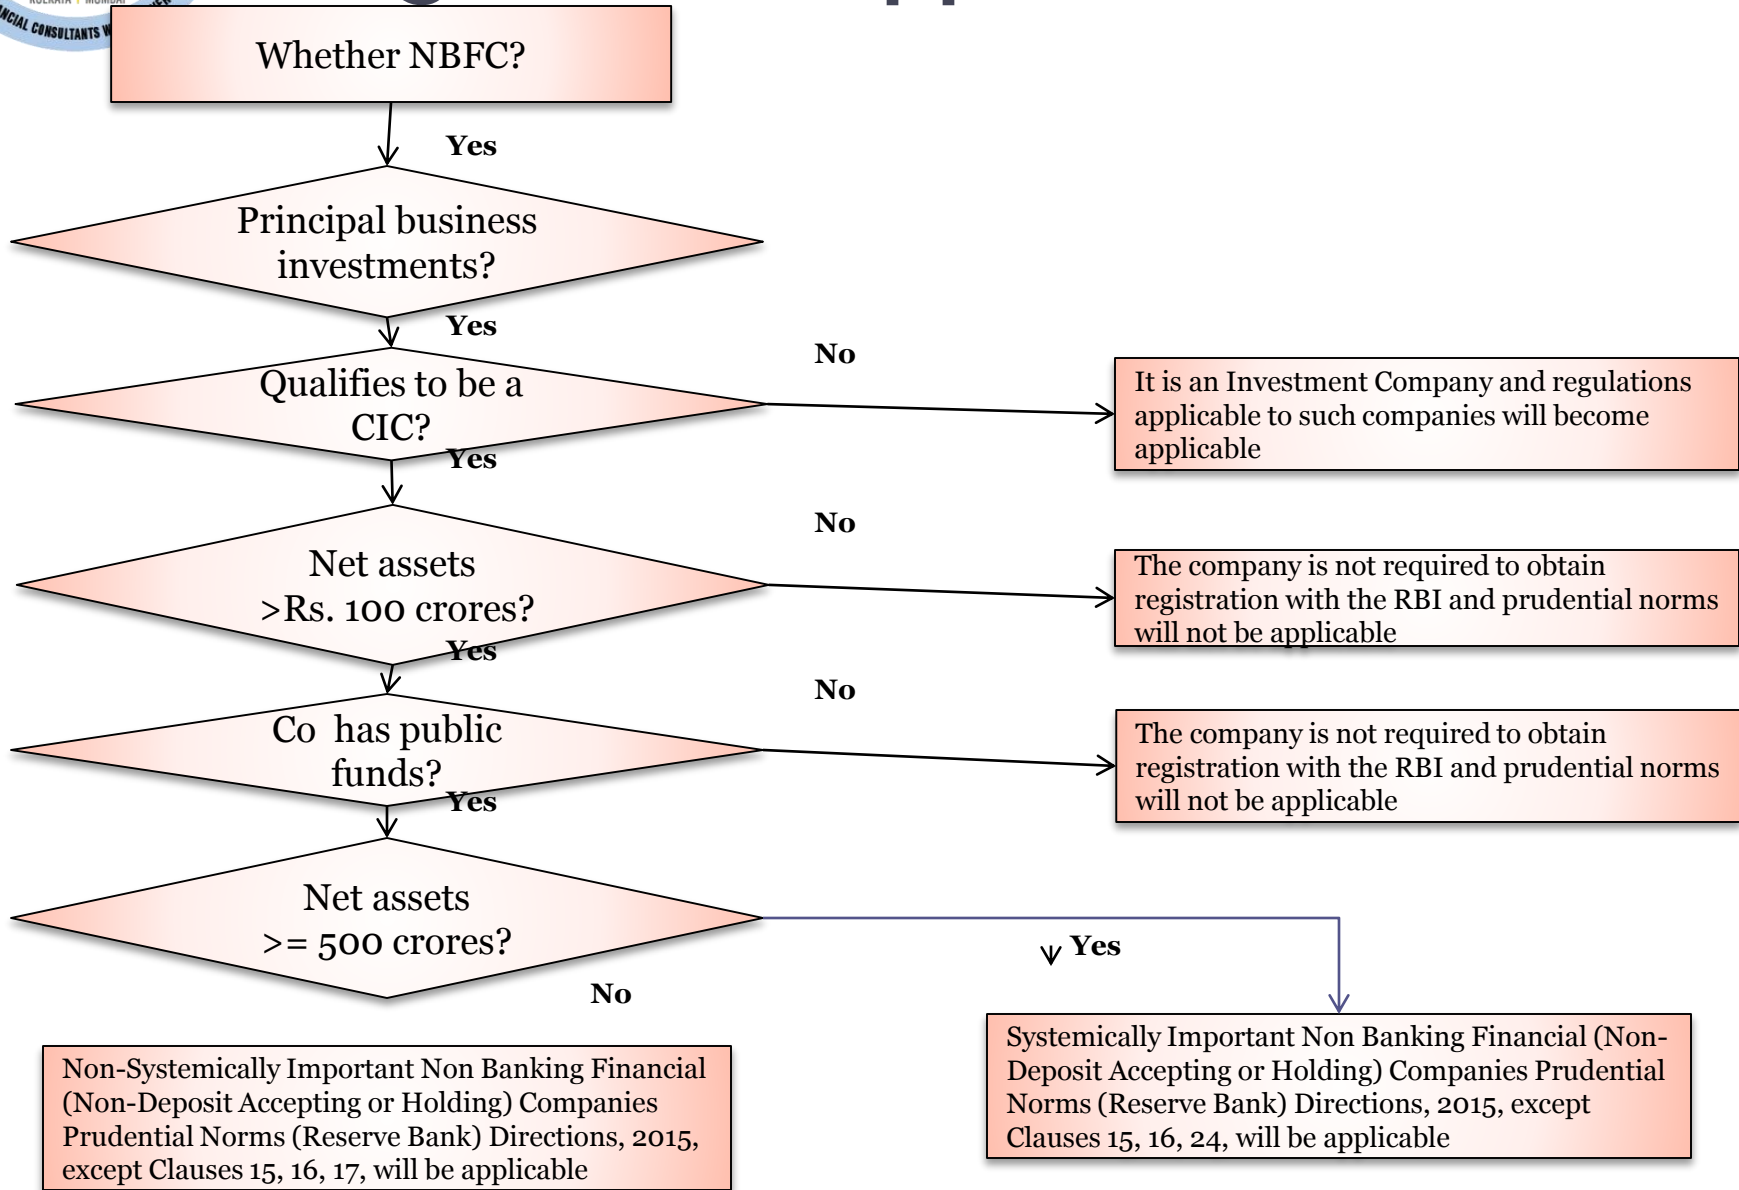 KOLKATA | MUMBAI
Whether NBFC?
Yes
Principal business
investments?
Yes
No
Qualifies to be a
CIC?
It is an Investment Company and regulations
applicable to such companies will become
applicable
Yes
No
Net assets
>Rs. 100 crores?
The company is not required to obtain
registration with the RBI and prudential norms
will not be applicable
Yes
No
Co has public
funds?
The company is not required to obtain
registration with the RBI and prudential norms
will not be applicable
Yes
Net assets
>= 500 crores?
Yes
No
Systemically Important Non Banking Financial (Non-
Deposit Accepting or Holding) Companies Prudential
Norms (Reserve Bank) Directions, 2015, except
Clauses 15, 16, 24, will be applicable
Non-Systemically Important Non Banking Financial
(Non-Deposit Accepting or Holding) Companies
Prudential Norms (Reserve Bank) Directions, 2015,
except Clauses 15, 16, 17, will be applicable
CONSULTANTS